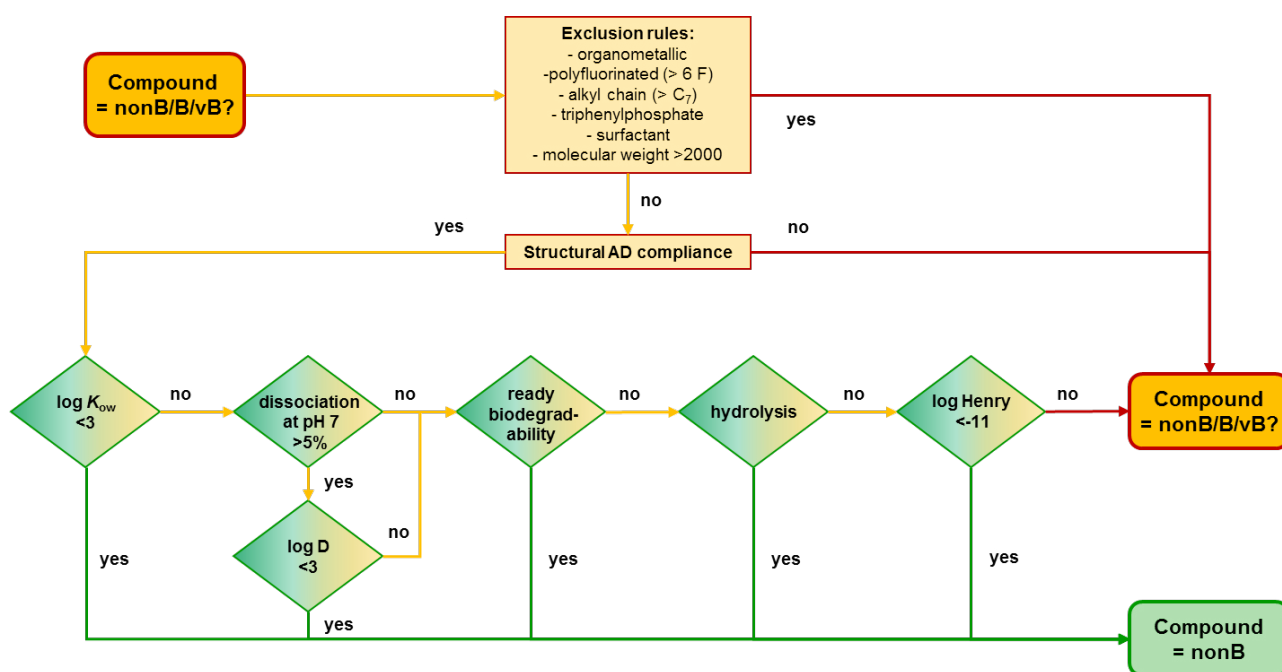 Exclusion rules:
- organometallic
-polyfluorinated (> 6 F)
- alkyl chain (> C₇)
- triphenylphosphate
- surfactant
- molecular weight >2000
Compound
= nonB/B/vB?
yes
no
yes
no
Structural AD compliance
log Kow
<3
no
dissociation
at pH 7
>5%
no
ready
biodegrad-
ability
no
hydrolysis
no
log Henry
<-11
no
Compound
= nonB/B/vB?
yes
log D
<3
no
yes
yes
yes
yes
yes
Compound
= nonB